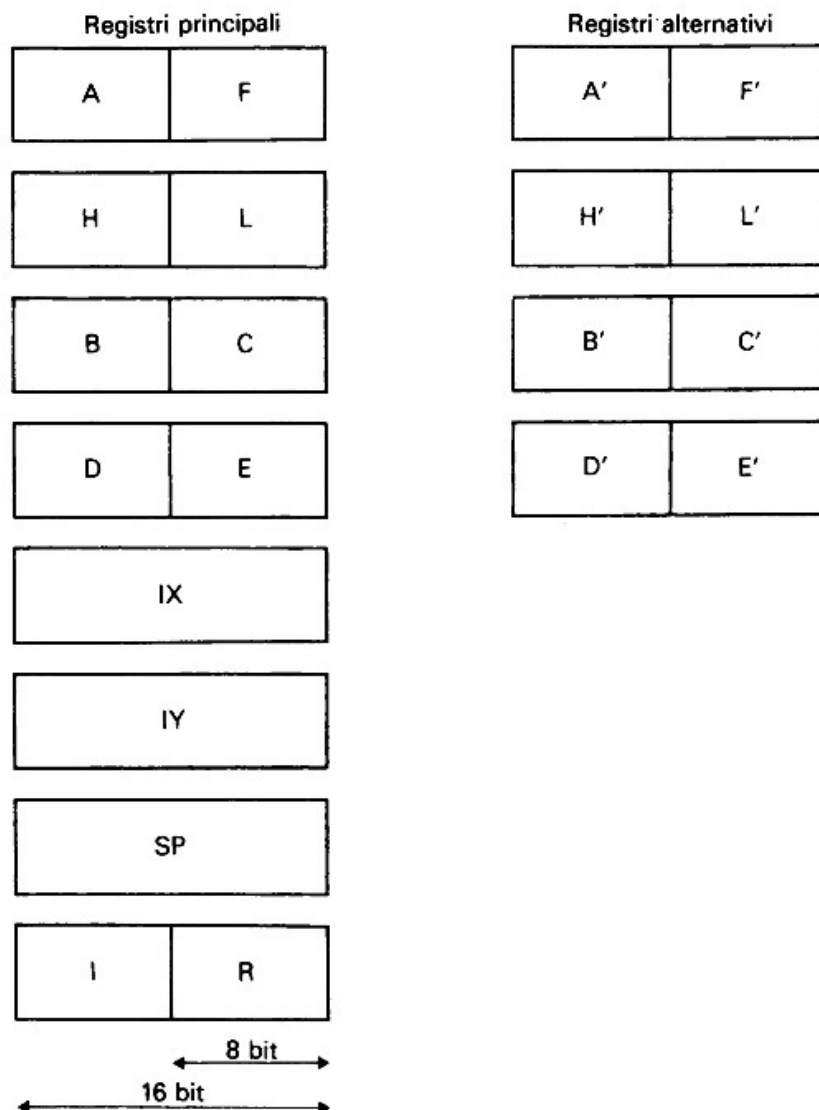 Registri principali
Registri alternativi
A F
A' F'
H L
H' L'
B C
B' C'
D E
D' E'
IX
IY
SP
I R
8 bit
16 bit